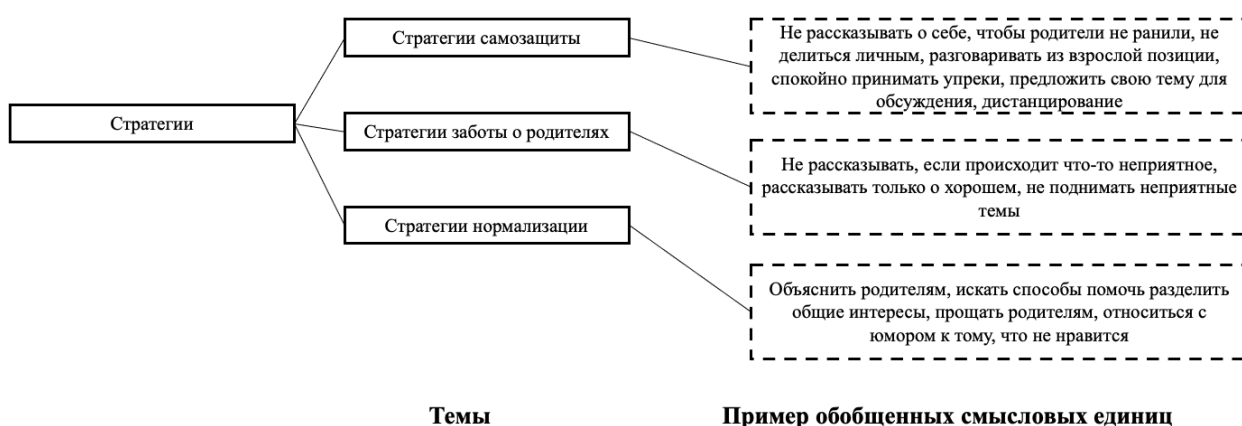 Стратегии
Стратегии самозащиты
Стратегии заботы о родителях
Стратегии нормализации
Не рассказывать о себе, чтобы родители не ранили, не
делиться личным, разговаривать из взрослой позиции,
спокойно принимать упреки, предложить свою тему для
обсуждения, дистанцирование
Не рассказывать, если происходит что-то неприятное,
рассказывать только о хорошем, не поднимать неприятные
темы
Объяснить родителям, искать способы помочь разделить
общие интересы, прощать родителям, относиться с
юмором к тому, что не нравится
Темы
Пример обобщенных смысловых единиц